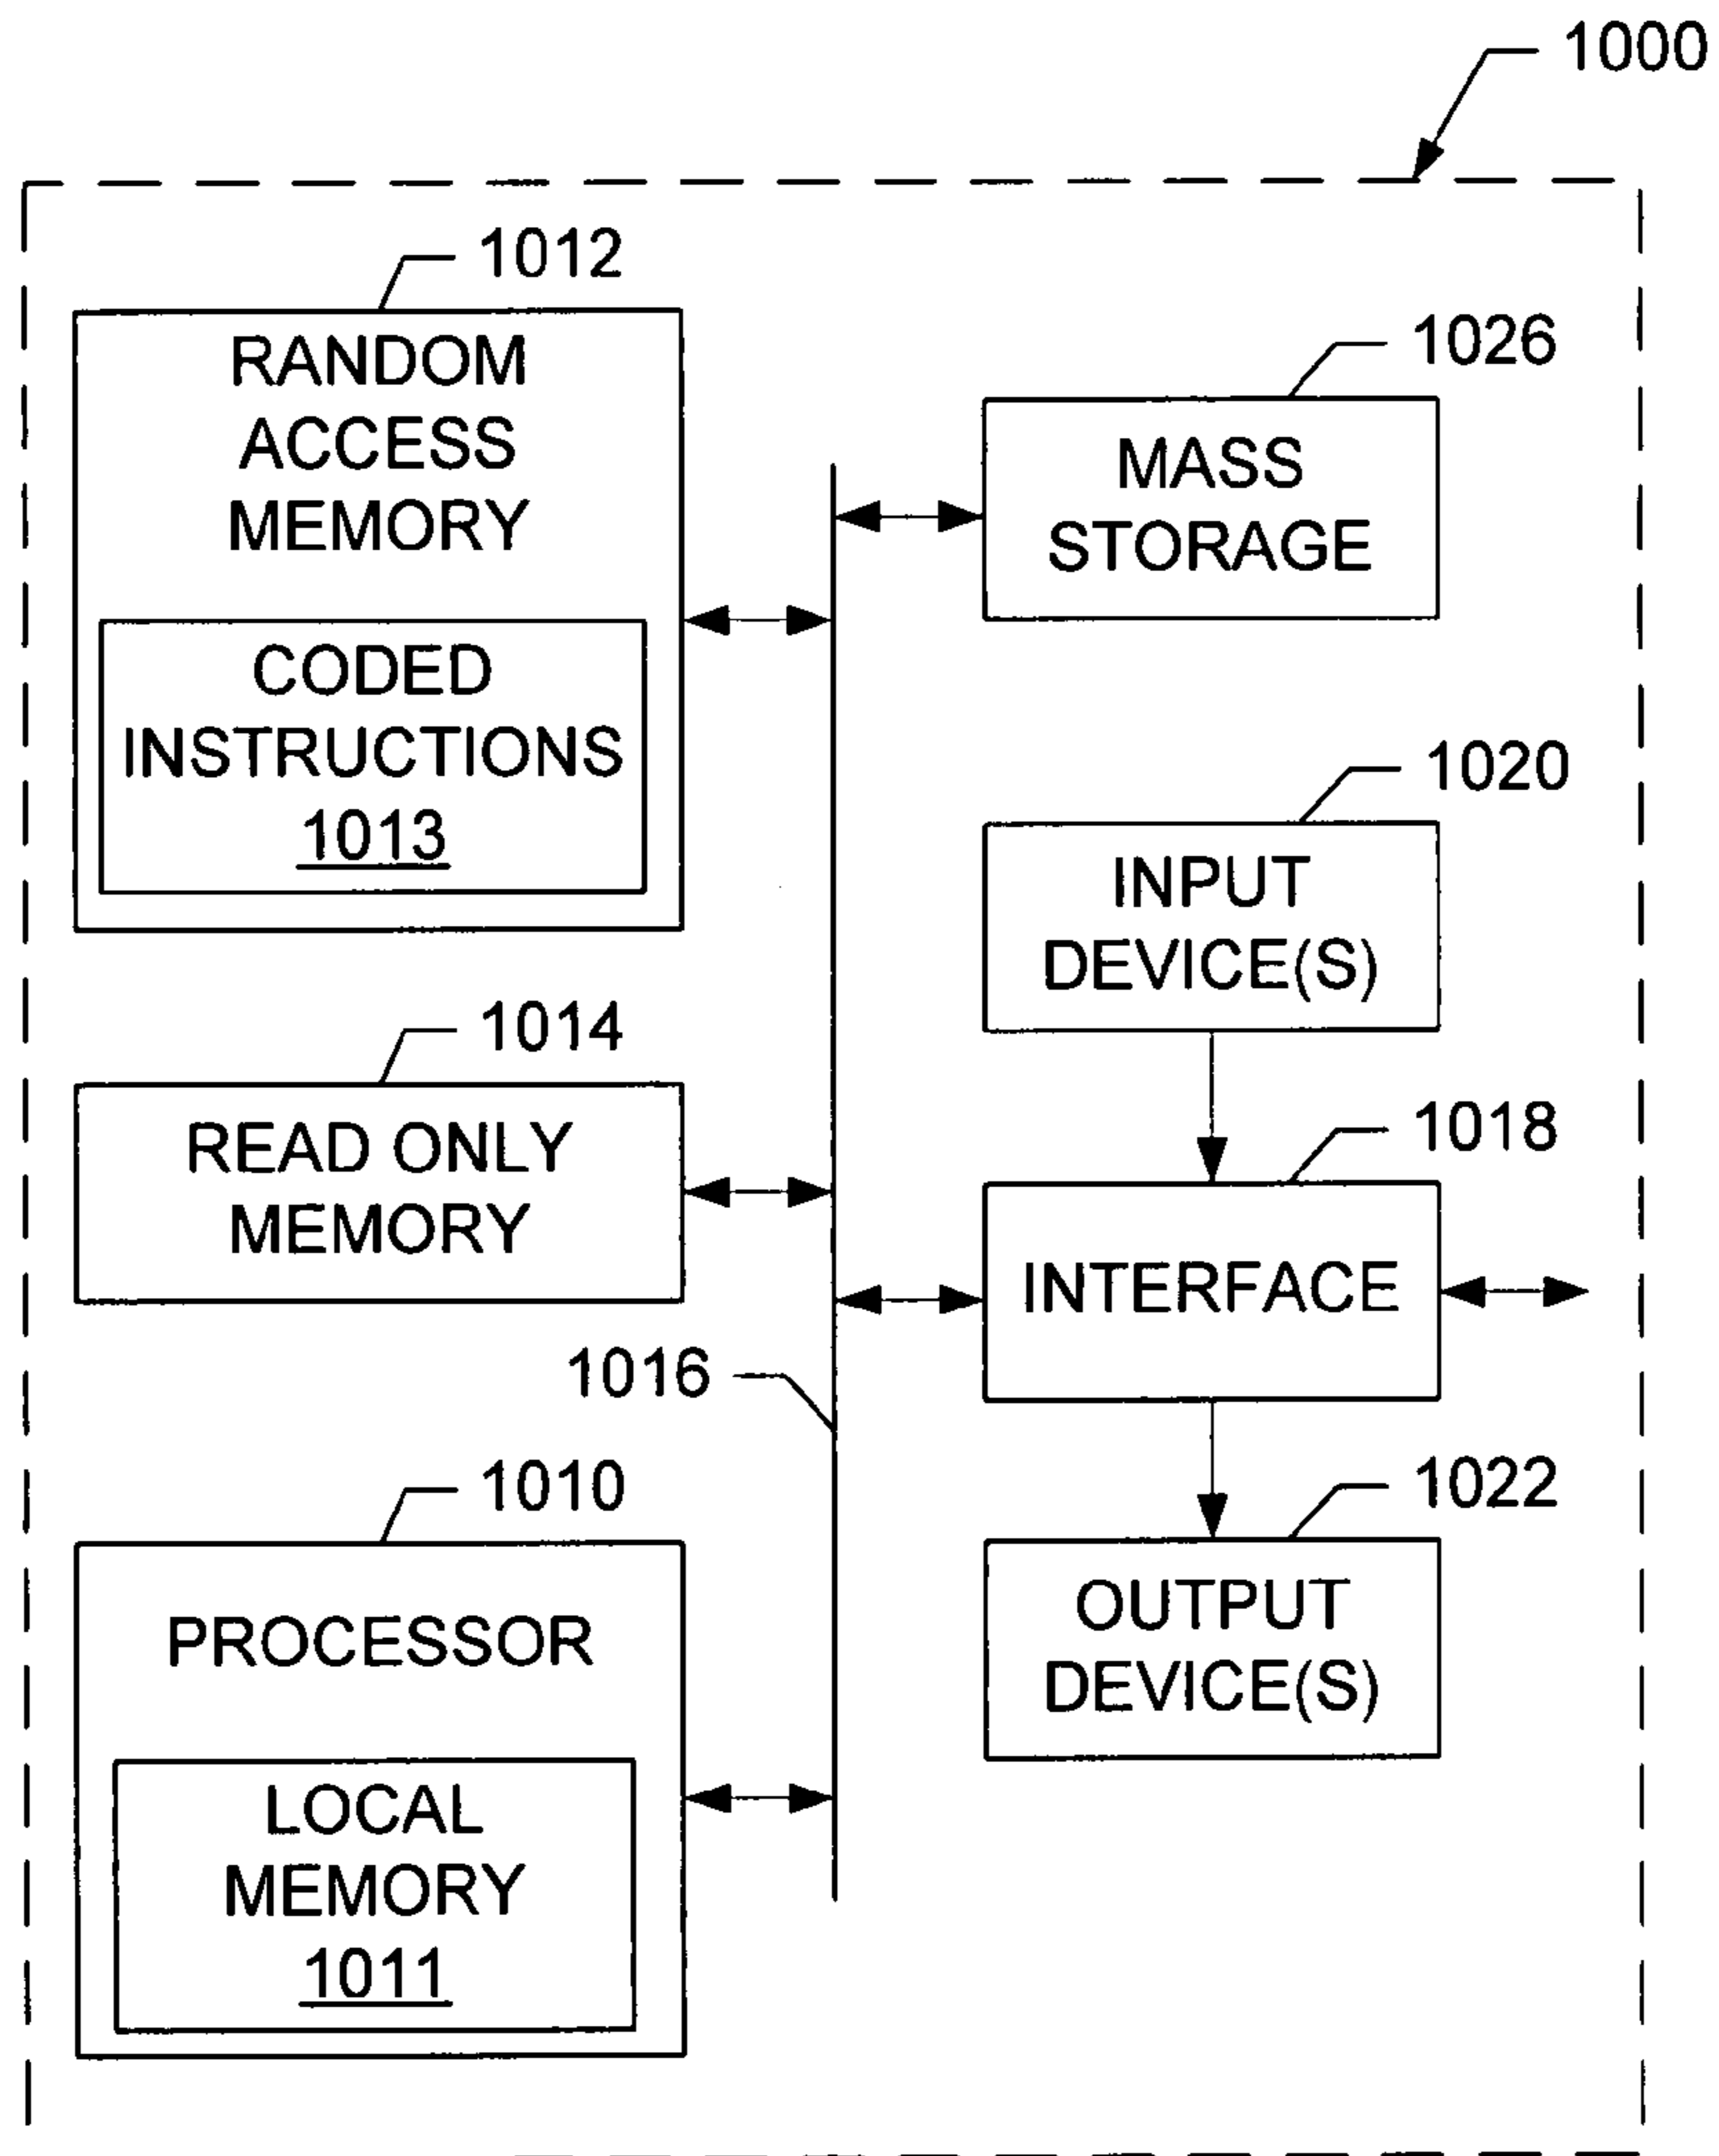 1000
1012
RANDOM
ACCESS
MEMORY
CODED
INSTRUCTIONS
1013
1026
MASS
STORAGE
1020
INPUT
DEVICE(S)
1014
READ ONLY
MEMORY
1018
INTERFACE
1016
1010
PROCESSOR
LOCAL
MEMORY
1011
1022
OUTPUT
DEVICE(S)